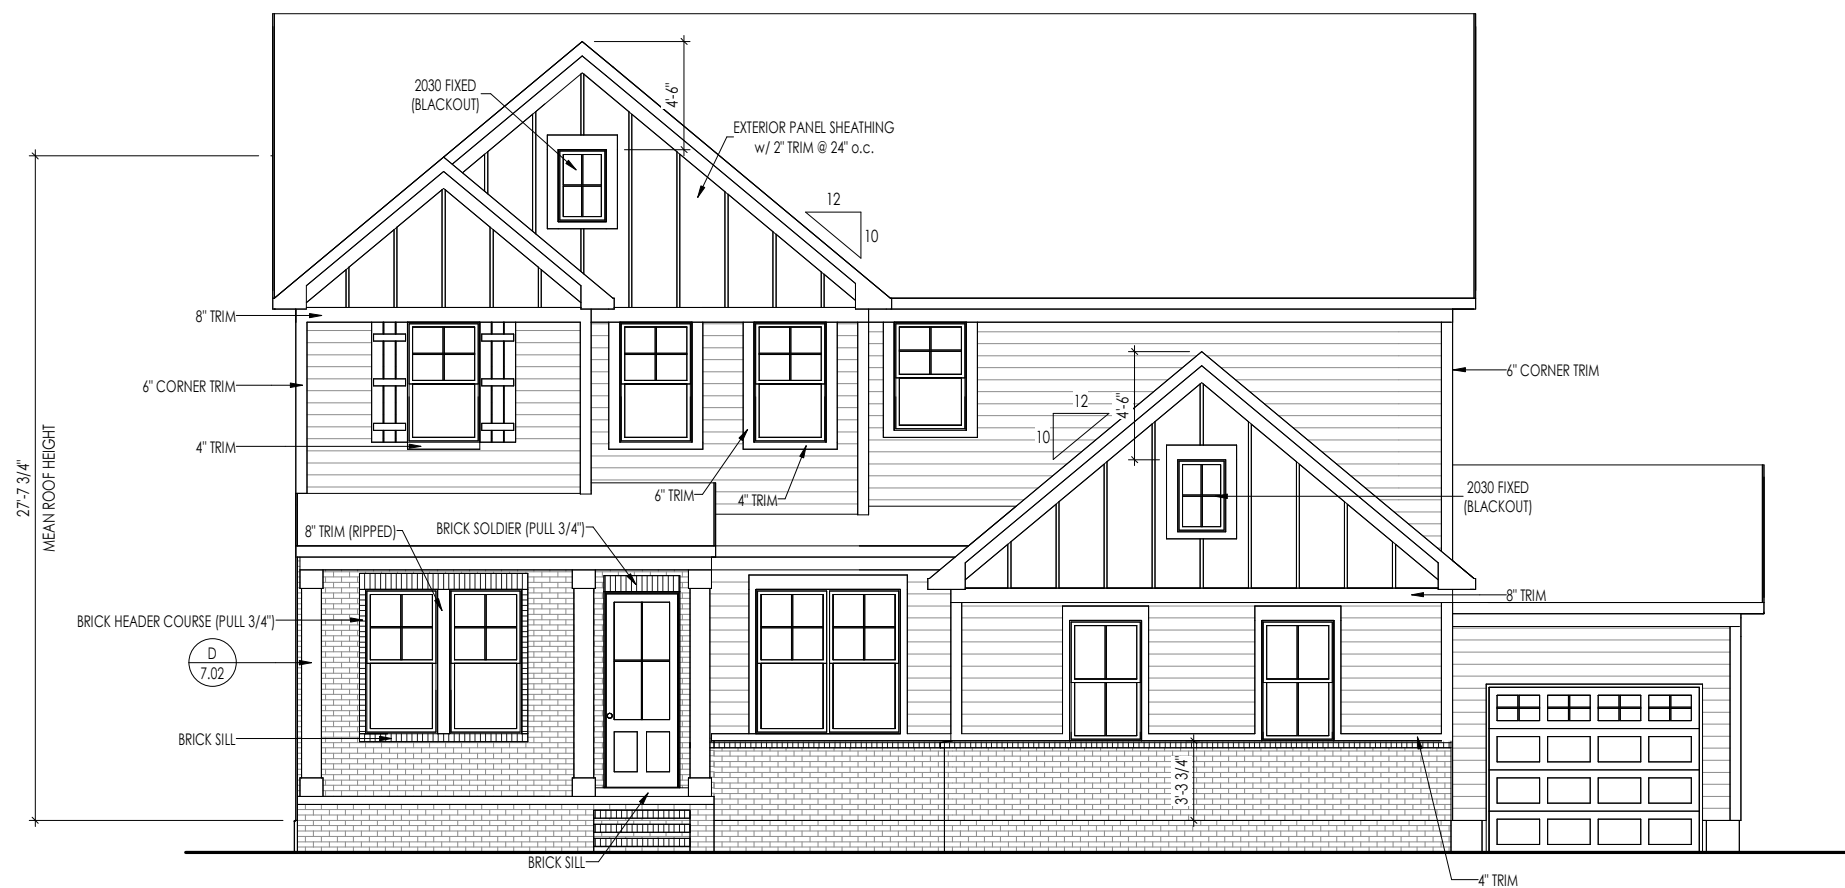 2030 FIXED
(BLACKOUT)
4'-6"
EXTERIOR PANEL SHEATHING
w/ 2" TRIM @ 24" o.c.
12
10
8" TRIM
6" CORNER TRIM
4" TRIM
27'-7 3/4"
MEAN ROOF HEIGHT
6" TRIM
4" TRIM
12
10
4'-6"
6" CORNER TRIM
2030 FIXED
(BLACKOUT)
8" TRIM (RIPPED)
BRICK SOLDIER (PULL 3/4")
8" TRIM
BRICK HEADER COURSE (PULL 3/4")
D
7.02
BRICK SILL
3'-3 3/4"
BRICK SILL
4" TRIM